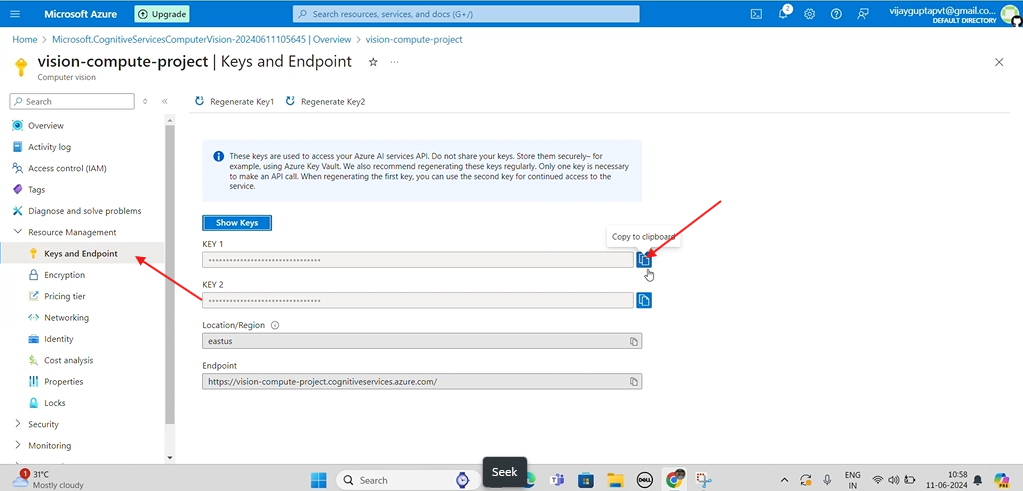 Microsoft Azure
Upgrade
Search resources, services, and docs (G+/)
2
vijayguptapvt@gmail.co...
DEFAULT DIRECTORY
Home > Microsoft.CognitiveServicesComputerVision-20240611105645 | Overview > vision-compute-project
vision-compute-project | Keys and Endpoint
Computer vision
Search
Regenerate Key1
Regenerate Key2
Overview
Activity log
Access control (IAM)
Tags
Diagnose and solve problems
Resource Management
Keys and Endpoint
Encryption
Pricing tier
Networking
Identity
Cost analysis
Properties
Locks
Security
Monitoring
These keys are used to access your Azure AI services API. Do not share your keys. Store them securely– for
example, using Azure Key Vault. We also recommend regenerating these keys regularly. Only one key is necessary
to make an API call. When regenerating the first key, you can use the second key for continued access to the
service.
Show Keys
Copy to clipboard
KEY 1
KEY 2
Location/Region
eastus
Endpoint
https://vision-compute-project.cognitiveservices.azure.com/
1
31°C
Mostly cloudy
Search
Seek
DELL
ENG
IN
10:58
11-06-2024
PRE